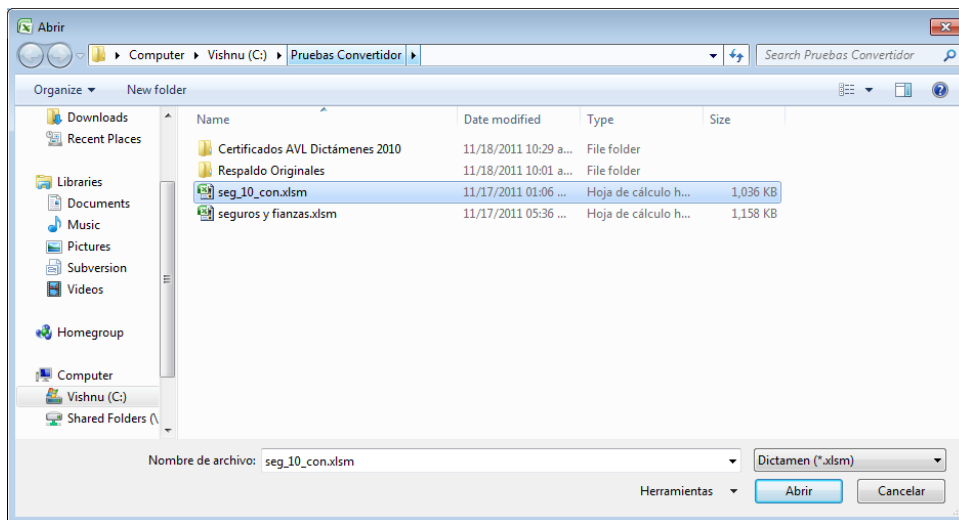 Abrir
Computer Vishnu (C:) Pruebas Convertidor Search Pruebas Convertidor
Organize New folder
Downloads
Recent Places
Libraries
Documents
Music
Pictures
Subversion
Videos
Homegroup
Computer
Vishnu (C:)
Shared Folders (\
Name Date modified Type Size
Certificados AVL Dictámenes 2010 11/18/2011 10:29 a... File folder
Respaldo Originales 11/18/2011 10:01 a... File folder
seg_10_con.xlsm 11/17/2011 01:06 ... Hoja de cálculo h... 1,036 KB
seguros y fianzas.xlsm 11/17/2011 05:36 ... Hoja de cálculo h... 1,158 KB
Nombre de archivo: seg_10_con.xlsm Dictamen (*.xlsm)
Herramientas Abrir Cancelar